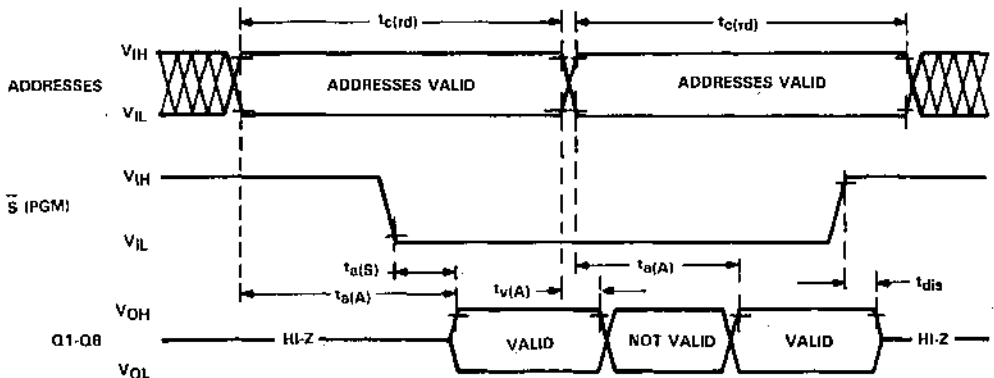 tc(rd) tc(rd)
VIH
ADDRESSES ADDRESSES VALID ADDRESSES VALID
VIL
VIH
S̅ (PGM)
VIL
ta(S) ta(A)
ta(A) tv(A) tdis
VOH
Q1-Q8 HI-Z VALID NOT VALID VALID HI-Z
VOL